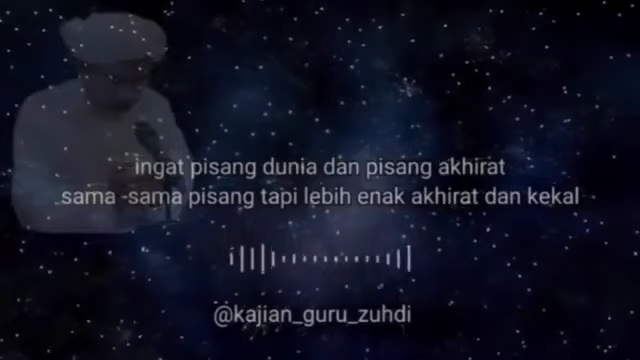 ingat pisang dunia dan pisang akhirat
sama -sama pisang tapi lebih enak akhirat dan kekal
@kajian_guru_zuhdi